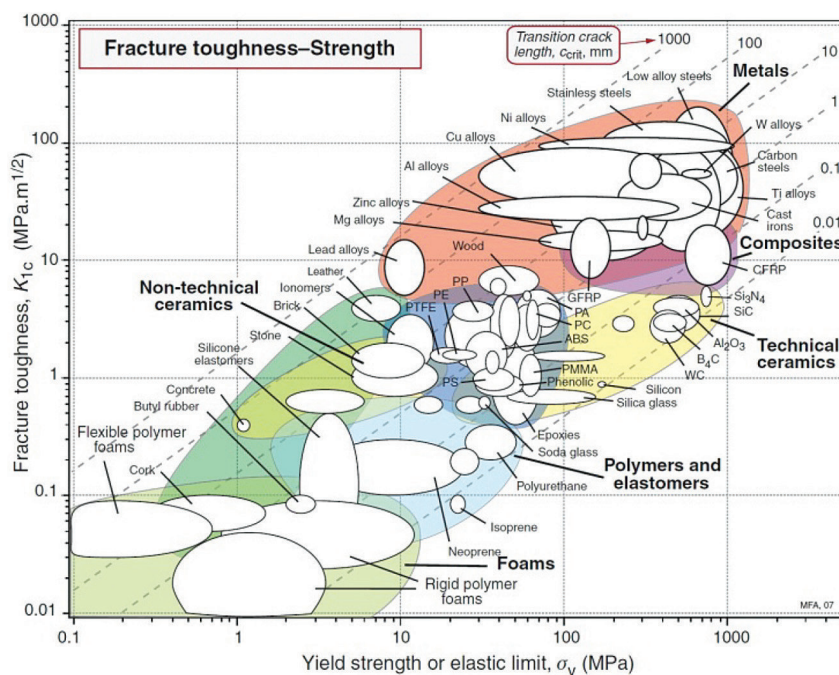 Fracture toughness–Strength
Transition crack
length, c_crit, mm
1000
100
10
1
0.1
0.01
1000
100
10
1
0.1
0.01
Fracture toughness, K1c (MPa.m1/2)
Low alloy steels
Metals
Stainless steels
Ni alloys
W alloys
Cu alloys
Carbon
steels
Al alloys
Ti alloys
Zinc alloys
Cast
irons
Mg alloys
Composites
Lead alloys
Wood
CFRP
Leather
Non-technical
ceramics
Ionomers
PP
PE
GFRP
Si3N4
Brick
PTFE
PA
SiC
PC
Technical
ceramics
Stone
ABS
Al2O3
Silicone
elastomers
B4C
WC
PMMA
Concrete
PS
Phenolic
Silicon
Silica glass
Butyl rubber
Flexible polymer
foams
Epoxies
Soda glass
Cork
Polymers and
elastomers
Polyurethane
Isoprene
Neoprene
Foams
Rigid polymer
foams
MFA, 07
0.1
1
10
100
1000
Yield strength or elastic limit, σy (MPa)